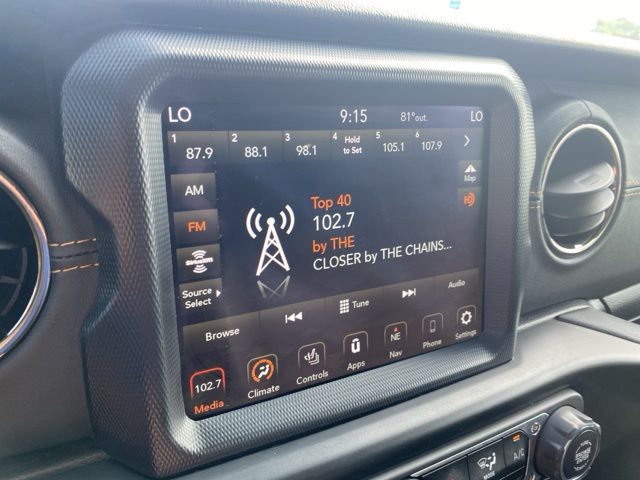 LO 9:15 81°out. LO
1 2 3 4 5 6
87.9 88.1 98.1 Hold to Set 105.1 107.9
AM
Map
FM
Top 40
102.7
by THE
CLOSER by THE CHAINS...
SiriusXM
Source Select
Browse Tune Audio
102.7
Media Climate Controls Apps NE Nav Phone Settings
MODE A/C